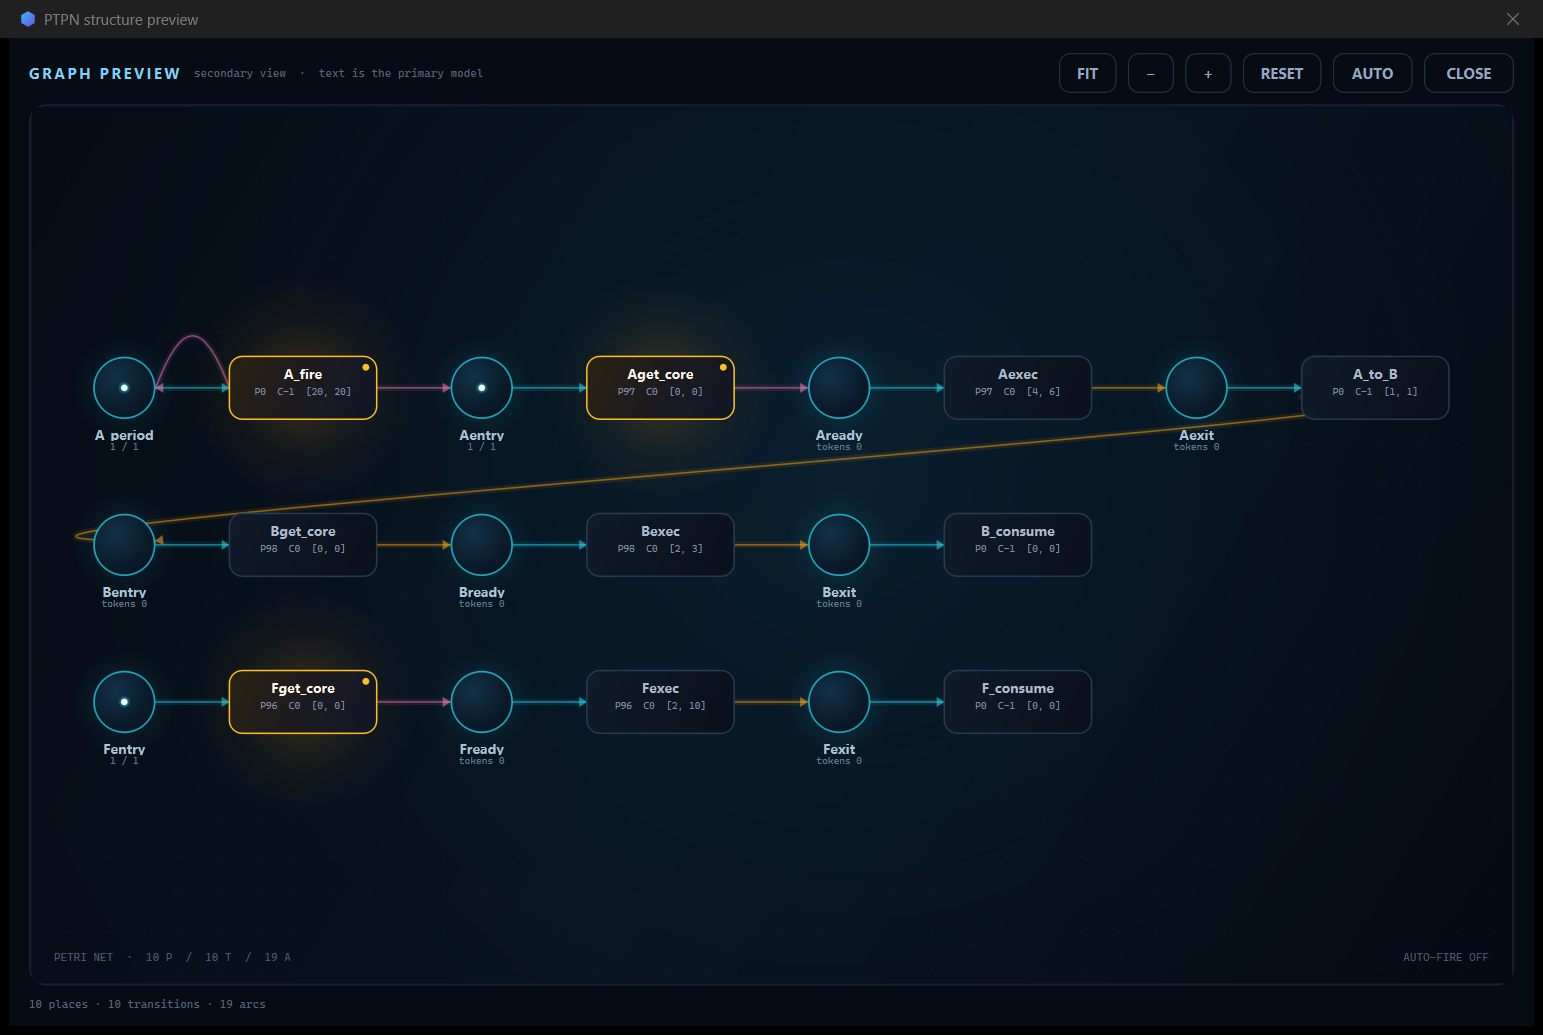 PTPN structure preview
GRAPH PREVIEW secondary view · text is the primary model FIT − + RESET AUTO CLOSE
A_fire Aget_core Aexec A_to_B
P0 C−1 [20, 20] P97 C0 [0, 0] P97 C0 [4, 6] P0 C−1 [1, 1]
A_period Aentry Aready Aexit
1 / 1 1 / 1 tokens 0 tokens 0
Bget_core Bexec B_consume
P98 C0 [0, 0] P98 C0 [2, 3] P0 C−1 [0, 0]
Bentry Bready Bexit
tokens 0 tokens 0 tokens 0
Fget_core Fexec F_consume
P96 C0 [0, 0] P96 C0 [2, 10] P0 C−1 [0, 0]
Fentry Fready Fexit
1 / 1 tokens 0 tokens 0
PETRI NET · 10 P / 10 T / 19 A AUTO−FIRE OFF
10 places · 10 transitions · 19 arcs